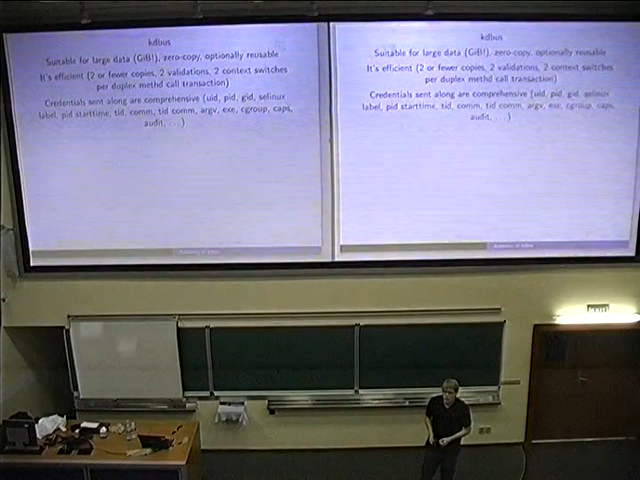 kdbus
Suitable for large data (GiB!), zero-copy, optionally reusable
It's efficient (2 or fewer copies, 2 validations, 2 context switches
per duplex methd call transaction)
Credentials sent along are comprehensive (uid, pid, gid, selinux
label, pid starttime, tid, comm, tid comm, argv, exe, cgroup, caps,
audit, ...)
kdbus
Suitable for large data (GiB!), zero-copy, optionally reusable
It's efficient (2 or fewer copies, 2 validations, 2 context switches
per duplex methd call transaction)
Credentials sent along are comprehensive (uid, pid, gid, selinux
label, pid starttime, tid, comm, tid comm, argv, exe, cgroup, caps,
audit, ...)